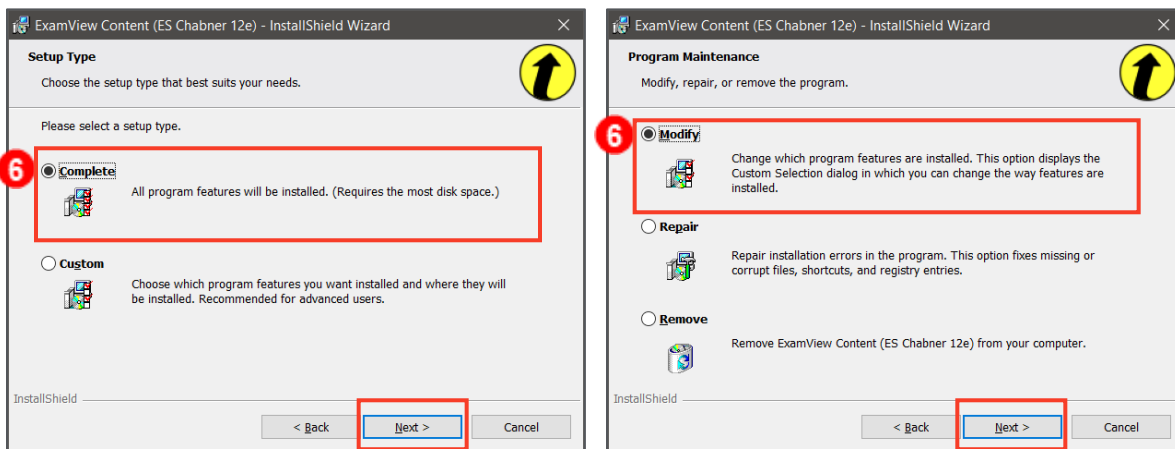 ExamView Content (ES Chabner 12e) - InstallShield Wizard
Setup Type
Choose the setup type that best suits your needs.
Please select a setup type.
6
Complete
All program features will be installed. (Requires the most disk space.)
Custom
Choose which program features you want installed and where they will
be installed. Recommended for advanced users.
InstallShield
< Back
Next >
Cancel
ExamView Content (ES Chabner 12e) - InstallShield Wizard
Program Maintenance
Modify, repair, or remove the program.
6
Modify
Change which program features are installed. This option displays the
Custom Selection dialog in which you can change the way features are
installed.
Repair
Repair installation errors in the program. This option fixes missing or
corrupt files, shortcuts, and registry entries.
Remove
Remove ExamView Content (ES Chabner 12e) from your computer.
InstallShield
< Back
Next >
Cancel